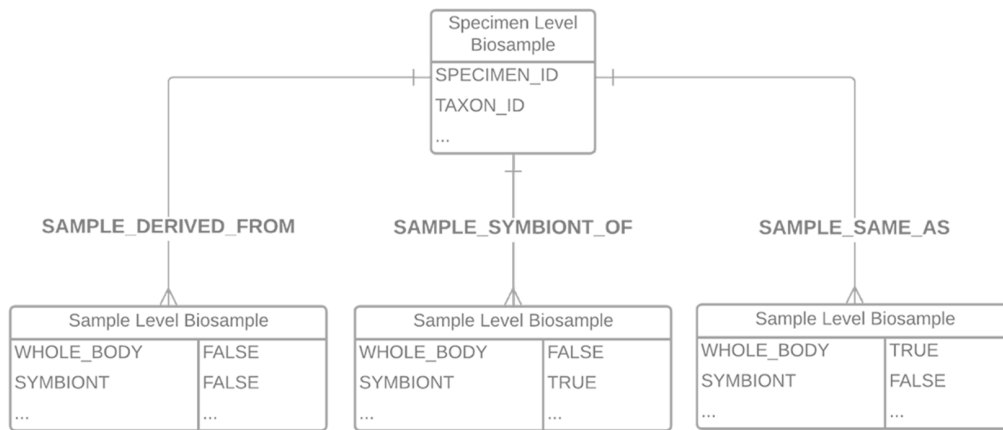 Specimen Level
Biosample
SPECIMEN_ID
TAXON_ID
...
SAMPLE_DERIVED_FROM
SAMPLE_SYMBIONT_OF
SAMPLE_SAME_AS
Sample Level Biosample
WHOLE_BODY FALSE
SYMBIONT FALSE
... ...
Sample Level Biosample
WHOLE_BODY FALSE
SYMBIONT TRUE
... ...
Sample Level Biosample
WHOLE_BODY TRUE
SYMBIONT FALSE
... ...